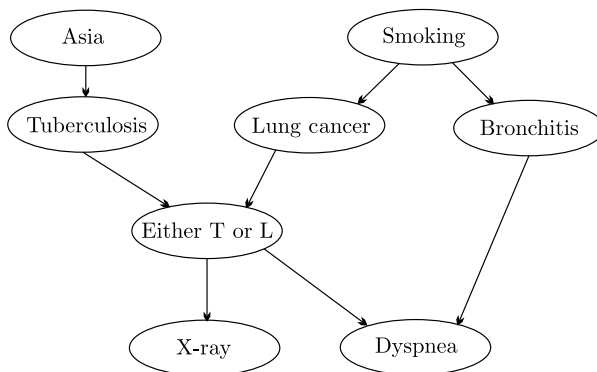 Asia
Smoking
Tuberculosis
Lung cancer
Bronchitis
Either T or L
X-ray
Dyspnea